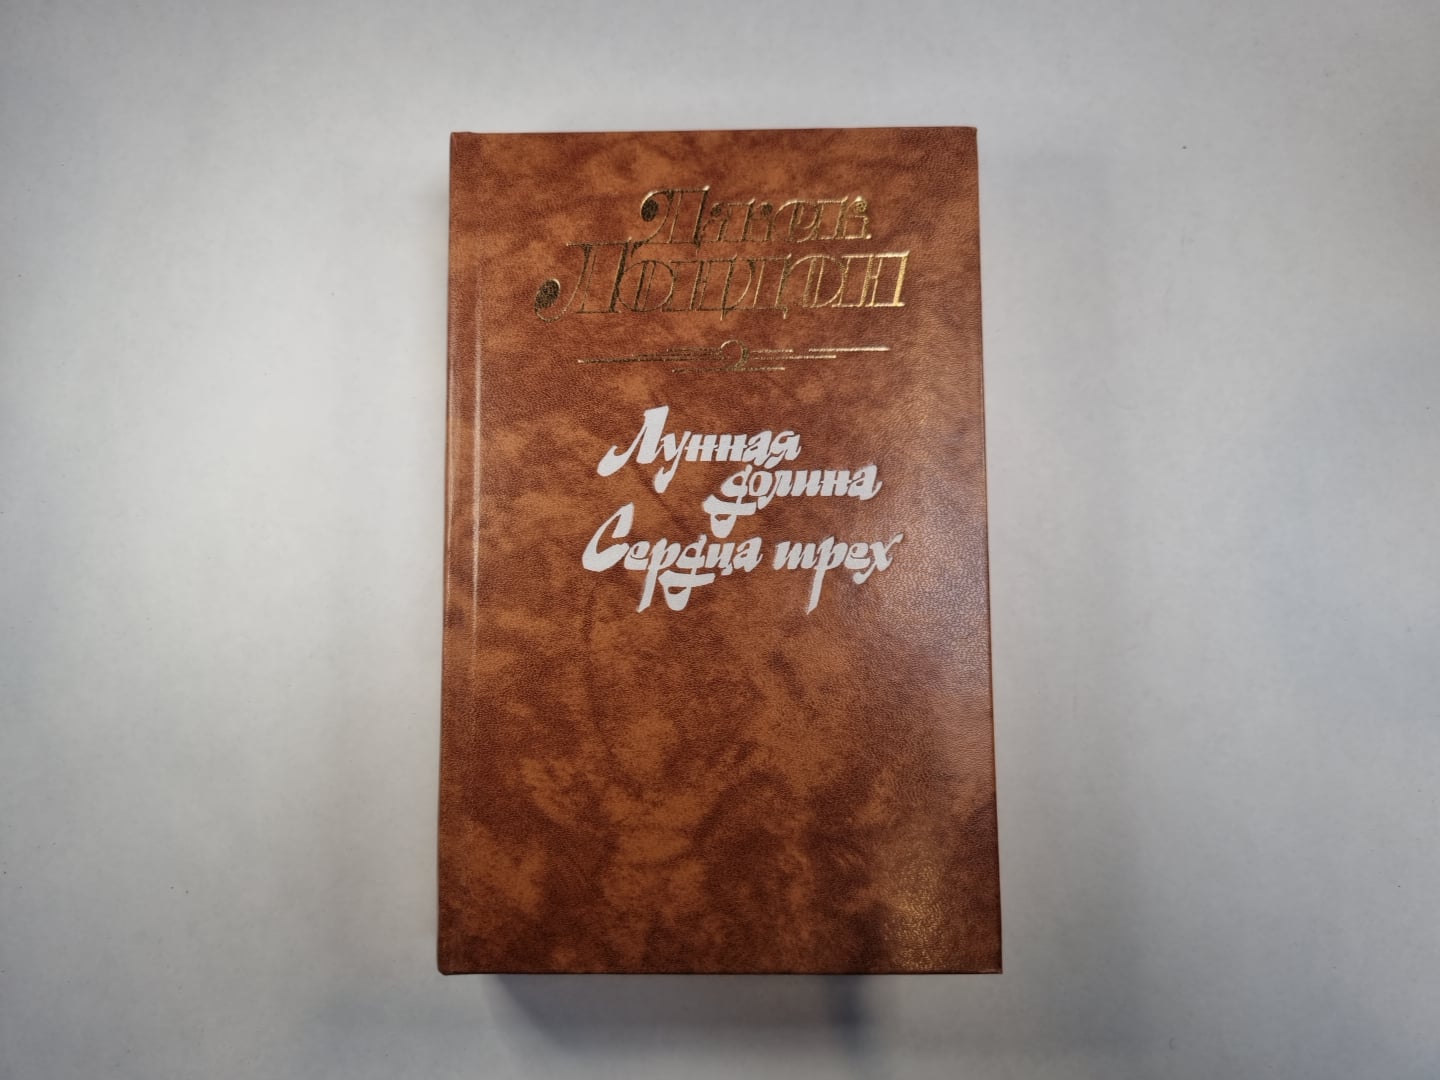 Джек
Лондон
Лунная
долина
Сердца трех